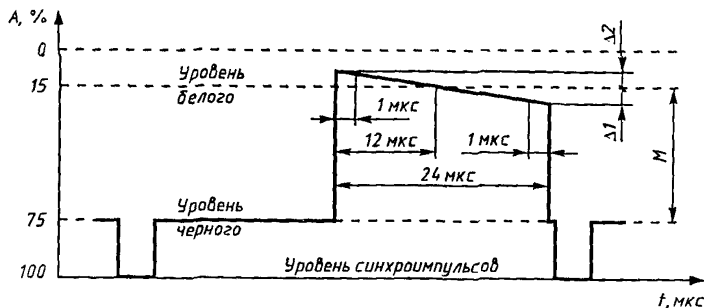 А, %
0
Δ2
Уровень
белого
15
1 мкс
12 мкс
1 мкс
Δ1
М
24 мкс
Уровень
черного
75
Уровень синхроимпульсов
100
t, мкс